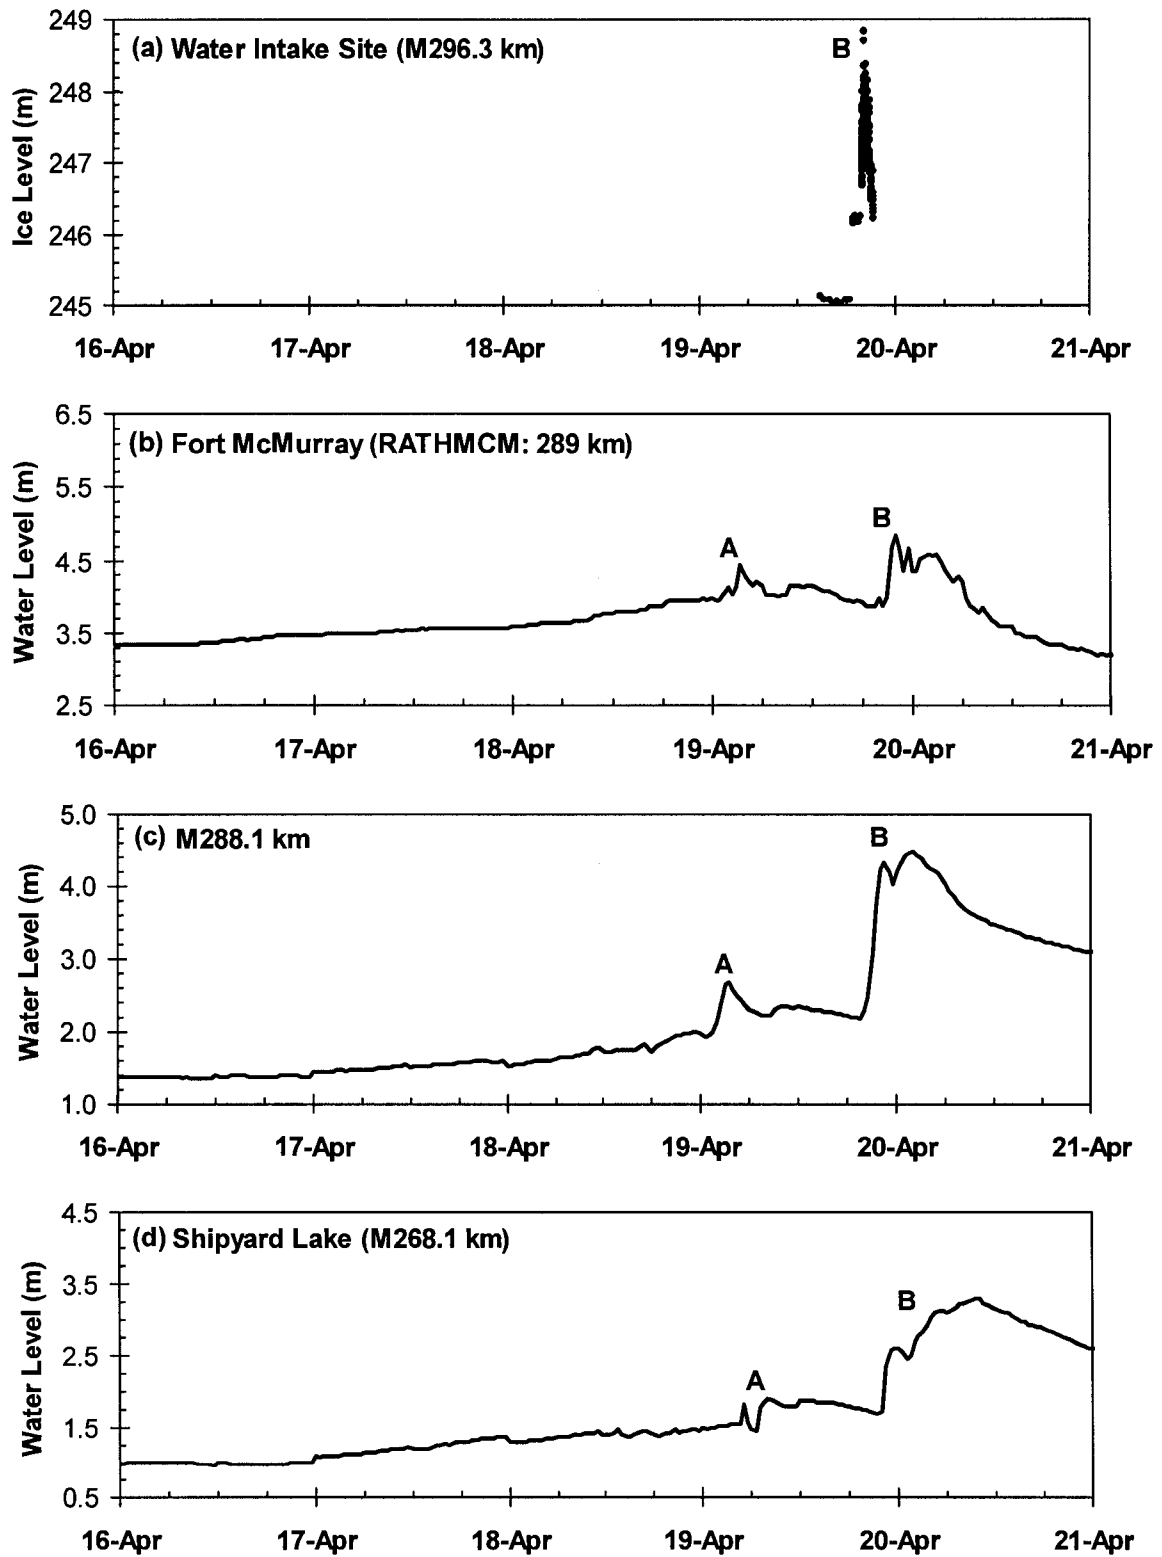 249
(a) Water Intake Site (M296.3 km)
B
248
247
246
245
Ice Level (m)
16-Apr 17-Apr 18-Apr 19-Apr 20-Apr 21-Apr
6.5
(b) Fort McMurray (RATHMCM: 289 km)
5.5
B
A
4.5
3.5
2.5
Water Level (m)
16-Apr 17-Apr 18-Apr 19-Apr 20-Apr 21-Apr
5.0
(c) M288.1 km
B
4.0
A
3.0
2.0
1.0
Water Level (m)
16-Apr 17-Apr 18-Apr 19-Apr 20-Apr 21-Apr
4.5
(d) Shipyard Lake (M268.1 km)
3.5
B
2.5
A
1.5
0.5
Water Level (m)
16-Apr 17-Apr 18-Apr 19-Apr 20-Apr 21-Apr